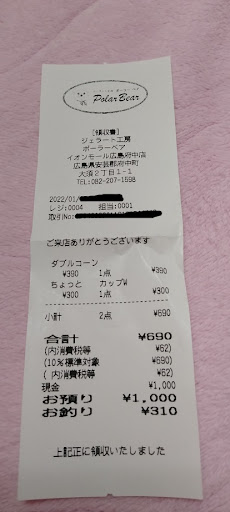 Polar Bear
[領収書]
ジェラート工房
ポーラーベア
イオンモール広島府中店
広島県安芸郡府中町
大須2丁目1-1
TEL:082-207-1598
2022/01/
レジ:0004 担当:0001
取引No:
ご来店ありがとうございます
ダブルコーン
¥390 1点 ¥390
ちょっと カップW
¥300 1点 ¥300
小計 2点 ¥690
合計 ¥690
(内消費税等 ¥62)
(10%標準対象 ¥690)
(内消費税等 ¥62)
現金 ¥1,000
お預り ¥1,000
お釣り ¥310
上記正に領収いたしました